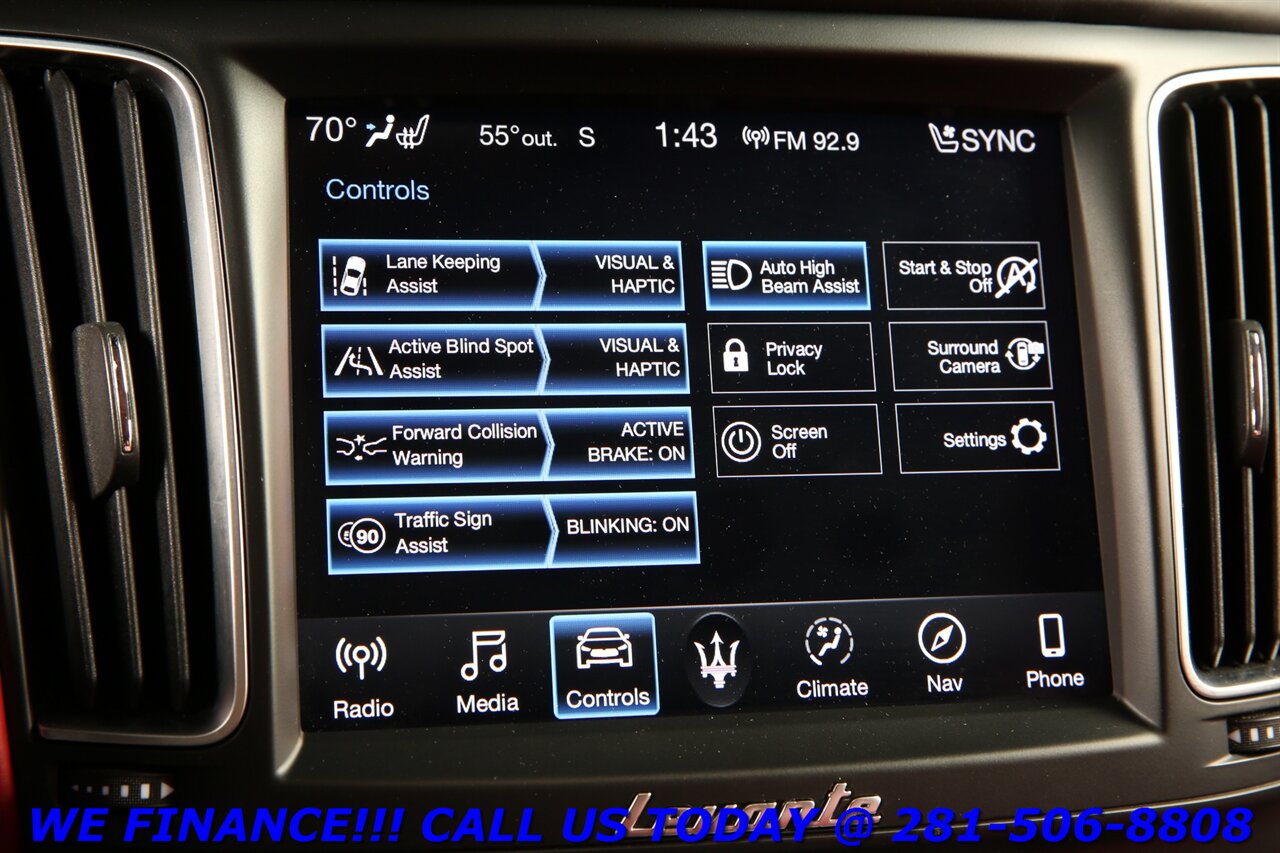 70° 55° out. S 1:43 FM 92.9 SYNC
Controls
Lane Keeping
Assist
VISUAL &
HAPTIC
Auto High
Beam Assist
Start & Stop
Off
Active Blind Spot
Assist
VISUAL &
HAPTIC
Privacy
Lock
Surround
Camera
Forward Collision
Warning
ACTIVE
BRAKE: ON
Screen
Off
Settings
90
Traffic Sign
Assist
BLINKING: ON
Radio Media Controls Climate Nav Phone
Levante
WE FINANCE!!! CALL US TODAY @ 281-506-8808